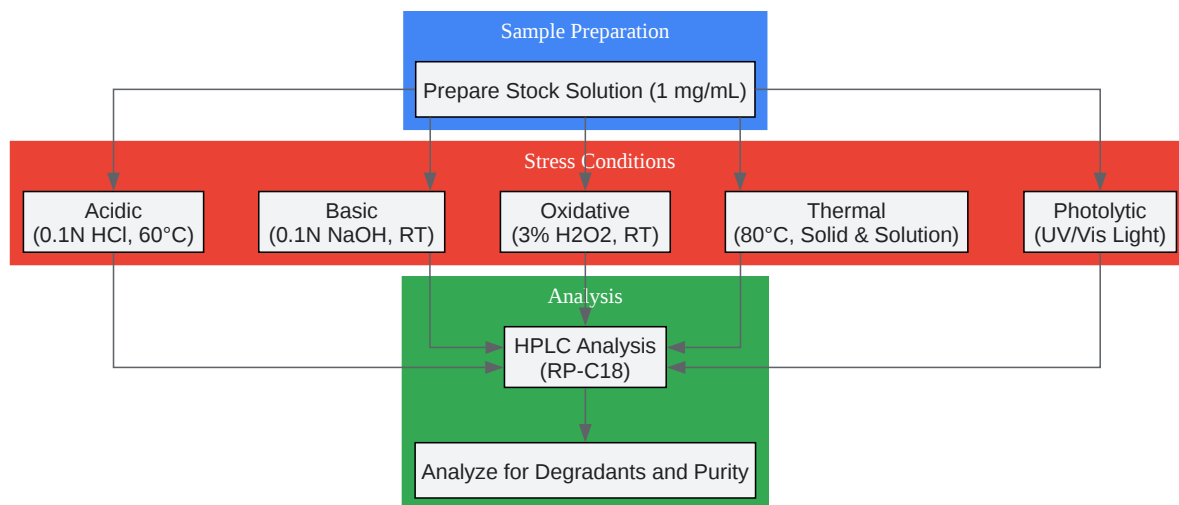 Sample Preparation
Prepare Stock Solution (1 mg/mL)
Stress Conditions
Acidic
(0.1N HCl, 60°C)
Basic
(0.1N NaOH, RT)
Oxidative
(3% H2O2, RT)
Thermal
(80°C, Solid & Solution)
Photolytic
(UV/Vis Light)
Analysis
HPLC Analysis
(RP-C18)
Analyze for Degradants and Purity